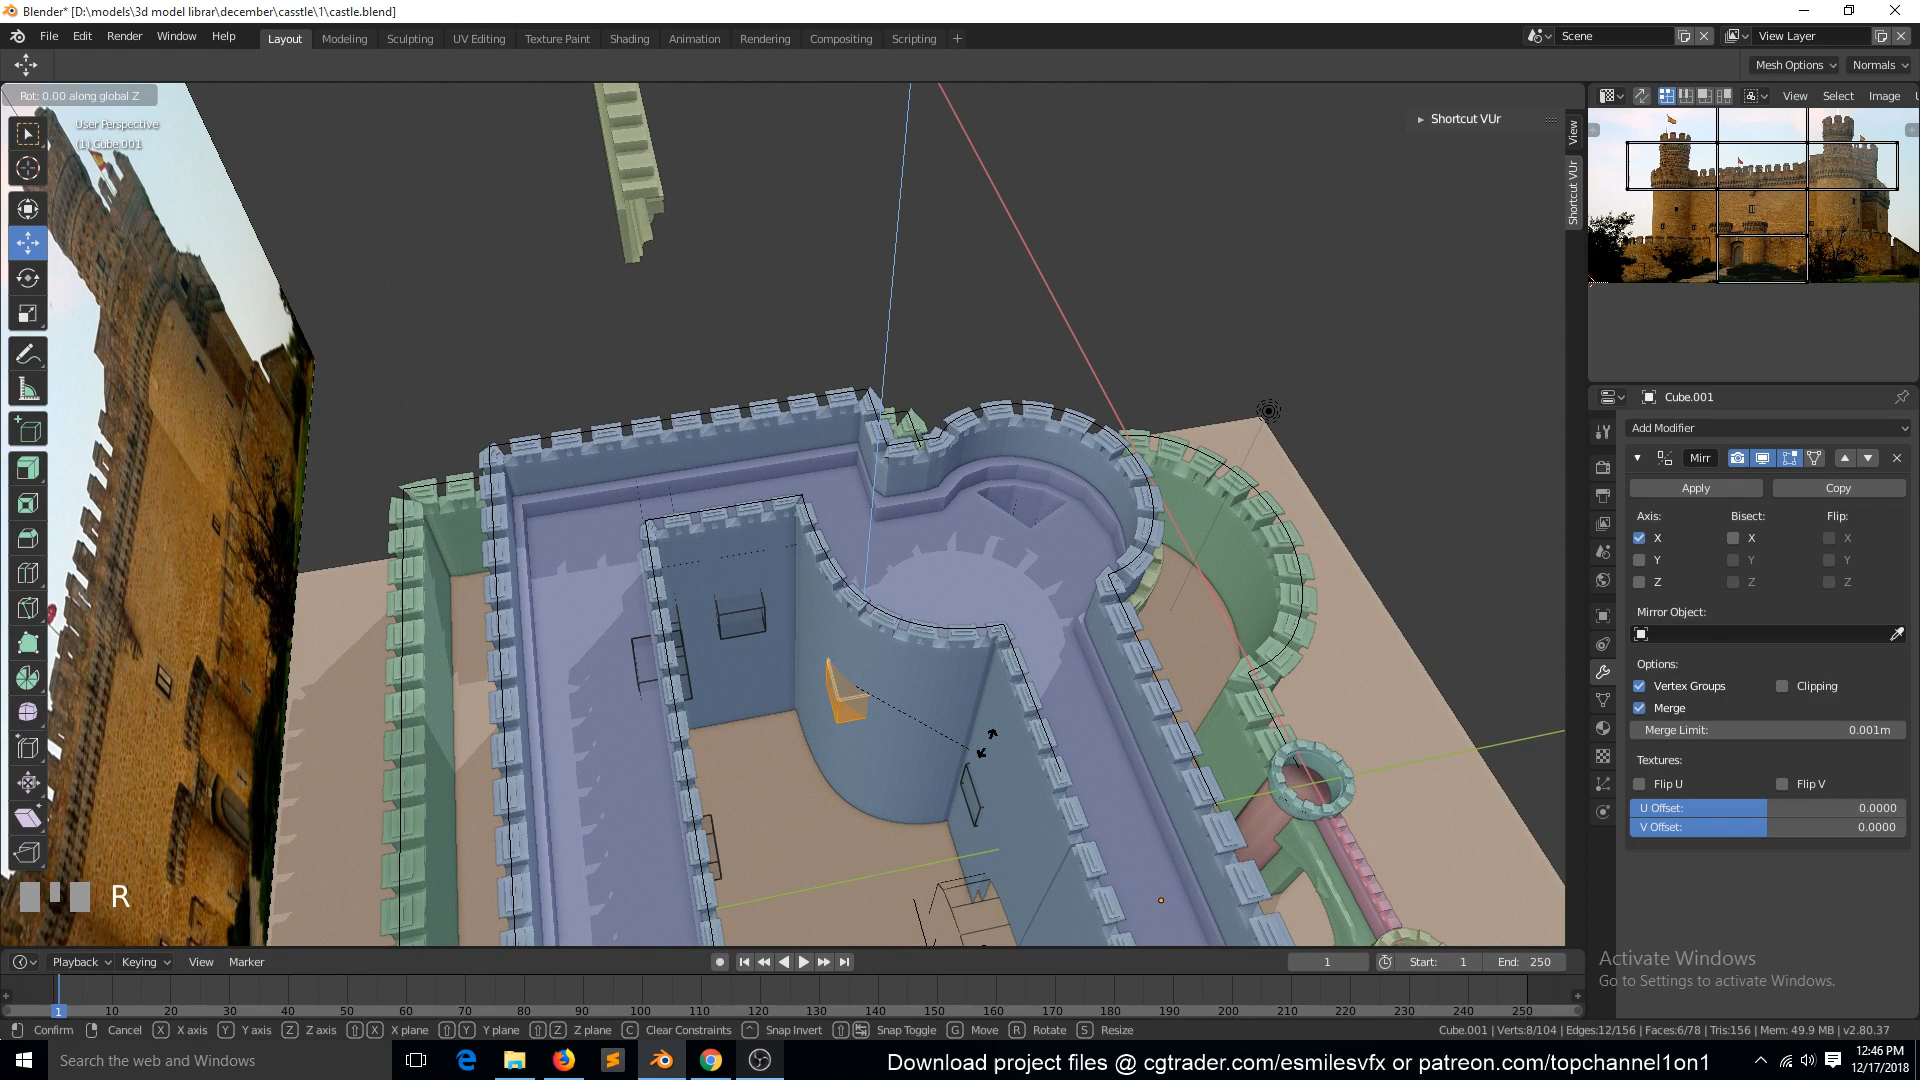 Blender* [D:\models\3d model librar\december\casstle\1\castle.blend]
File Edit Render Window Help
Layout Modeling Sculpting UV Editing Texture Paint Shading Animation Rendering Compositing Scripting +
Scene
View Layer
Mesh Options
Normals
Rot: 0.00 along global Z
User Perspective
(1) Cube.001
Shortcut VUr
View
Shortcut VUr
View Select Image
Cube.001
Add Modifier
Mirr
Apply
Copy
Axis: Bisect: Flip:
X X X
Y Y Y
Z Z Z
Mirror Object:
Options:
Vertex Groups
Clipping
Merge
Merge Limit: 0.001m
Textures:
Flip U
Flip V
U Offset: 0.0000
V Offset: 0.0000
R
Activate Windows
Go to Settings to activate Windows.
Playback Keying View Marker
1
Start: 1
End: 250
1 10 20 30 40 50 60 70 80 90 100 110 120 130 140 150 160 170 180 190 200 210 220 230 240 250
Confirm Cancel X X axis Y Y axis Z Z axis X X plane Y Y plane Z Z plane C Clear Constraints ^ Snap Invert Snap Toggle G Move R Rotate S Resize
Cube.001 | Verts:8/104 | Edges:12/156 | Faces:6/78 | Tris:156 | Mem: 49.9 MB | v2.80.37
Search the web and Windows
Download project files @ cgtrader.com/esmilesvfx or patreon.com/topchannel1on1
12:46 PM
12/17/2018